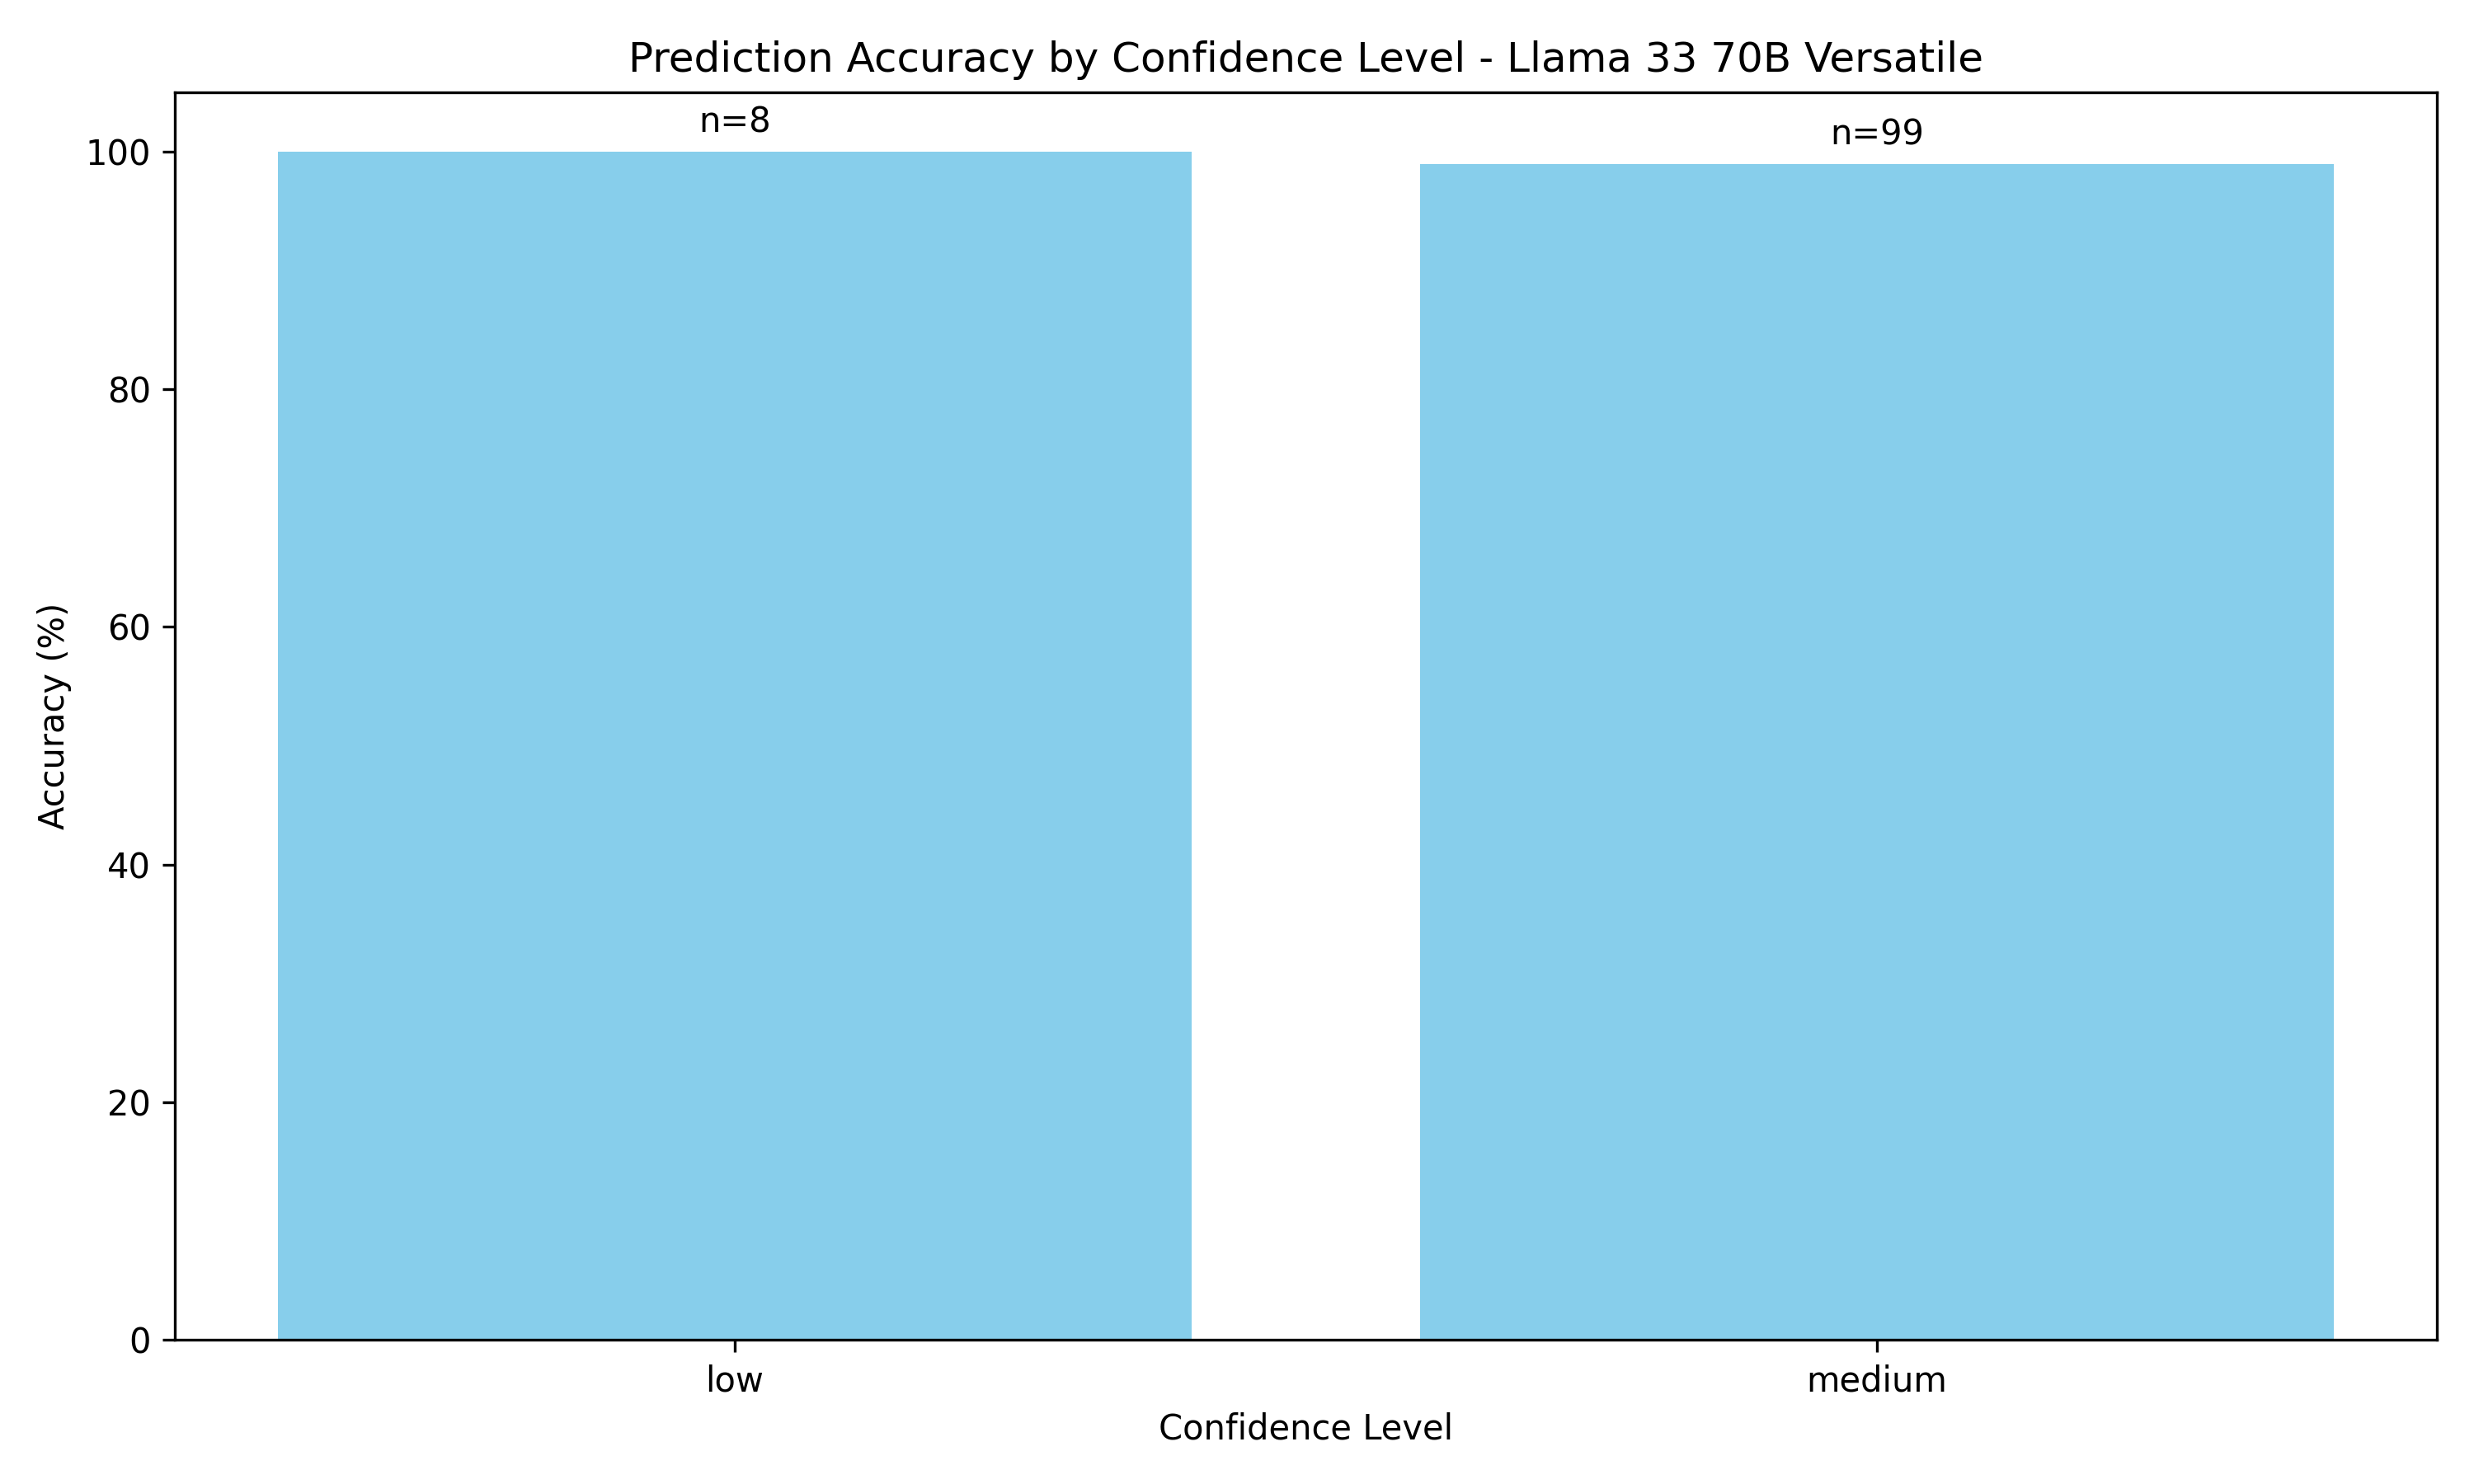 Prediction Accuracy by Confidence Level - Llama 33 70B Versatile
n=8
n=99
100
80
60
40
20
0
Accuracy (%)
low
medium
Confidence Level